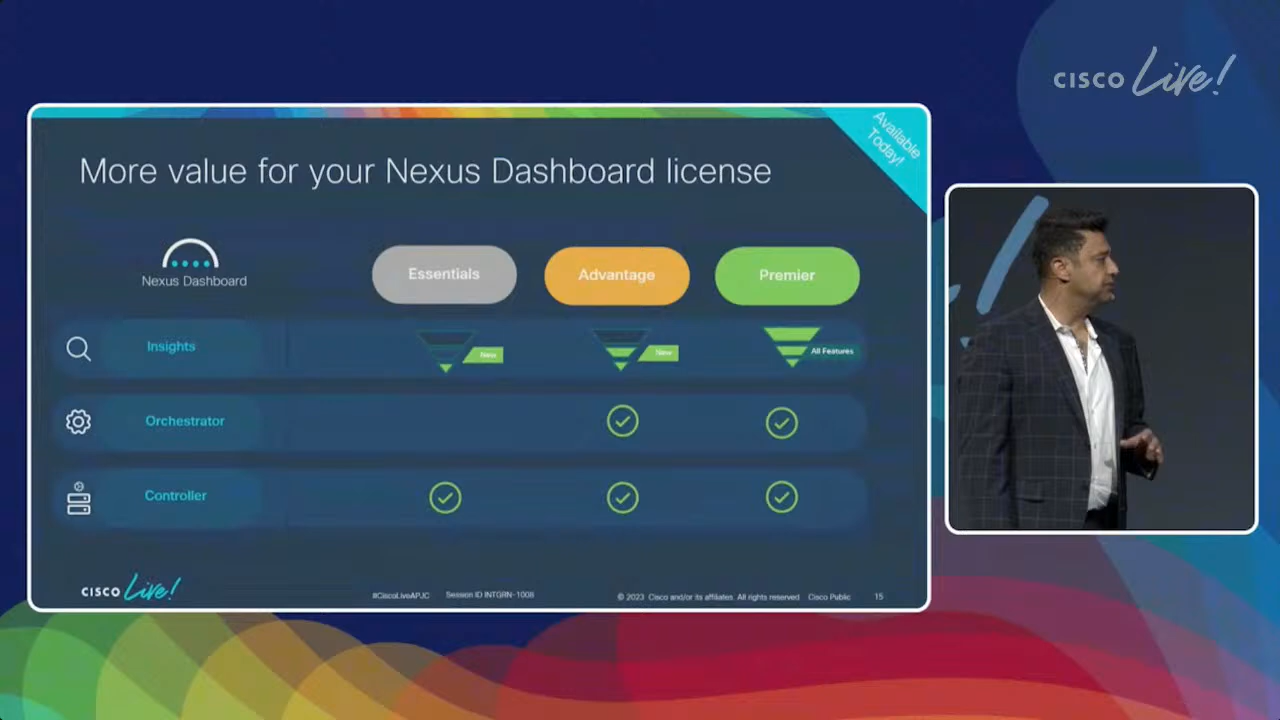 CISCO Live!
Available
Today!
More value for your Nexus Dashboard license
Nexus Dashboard
Essentials
Advantage
Premier
Insights
New
New
All Features
Orchestrator
Controller
CISCO Live!
#CiscoLiveAPJC
Session ID INTGRN-1008
© 2023 Cisco and/or its affiliates. All rights reserved
Cisco Public
15